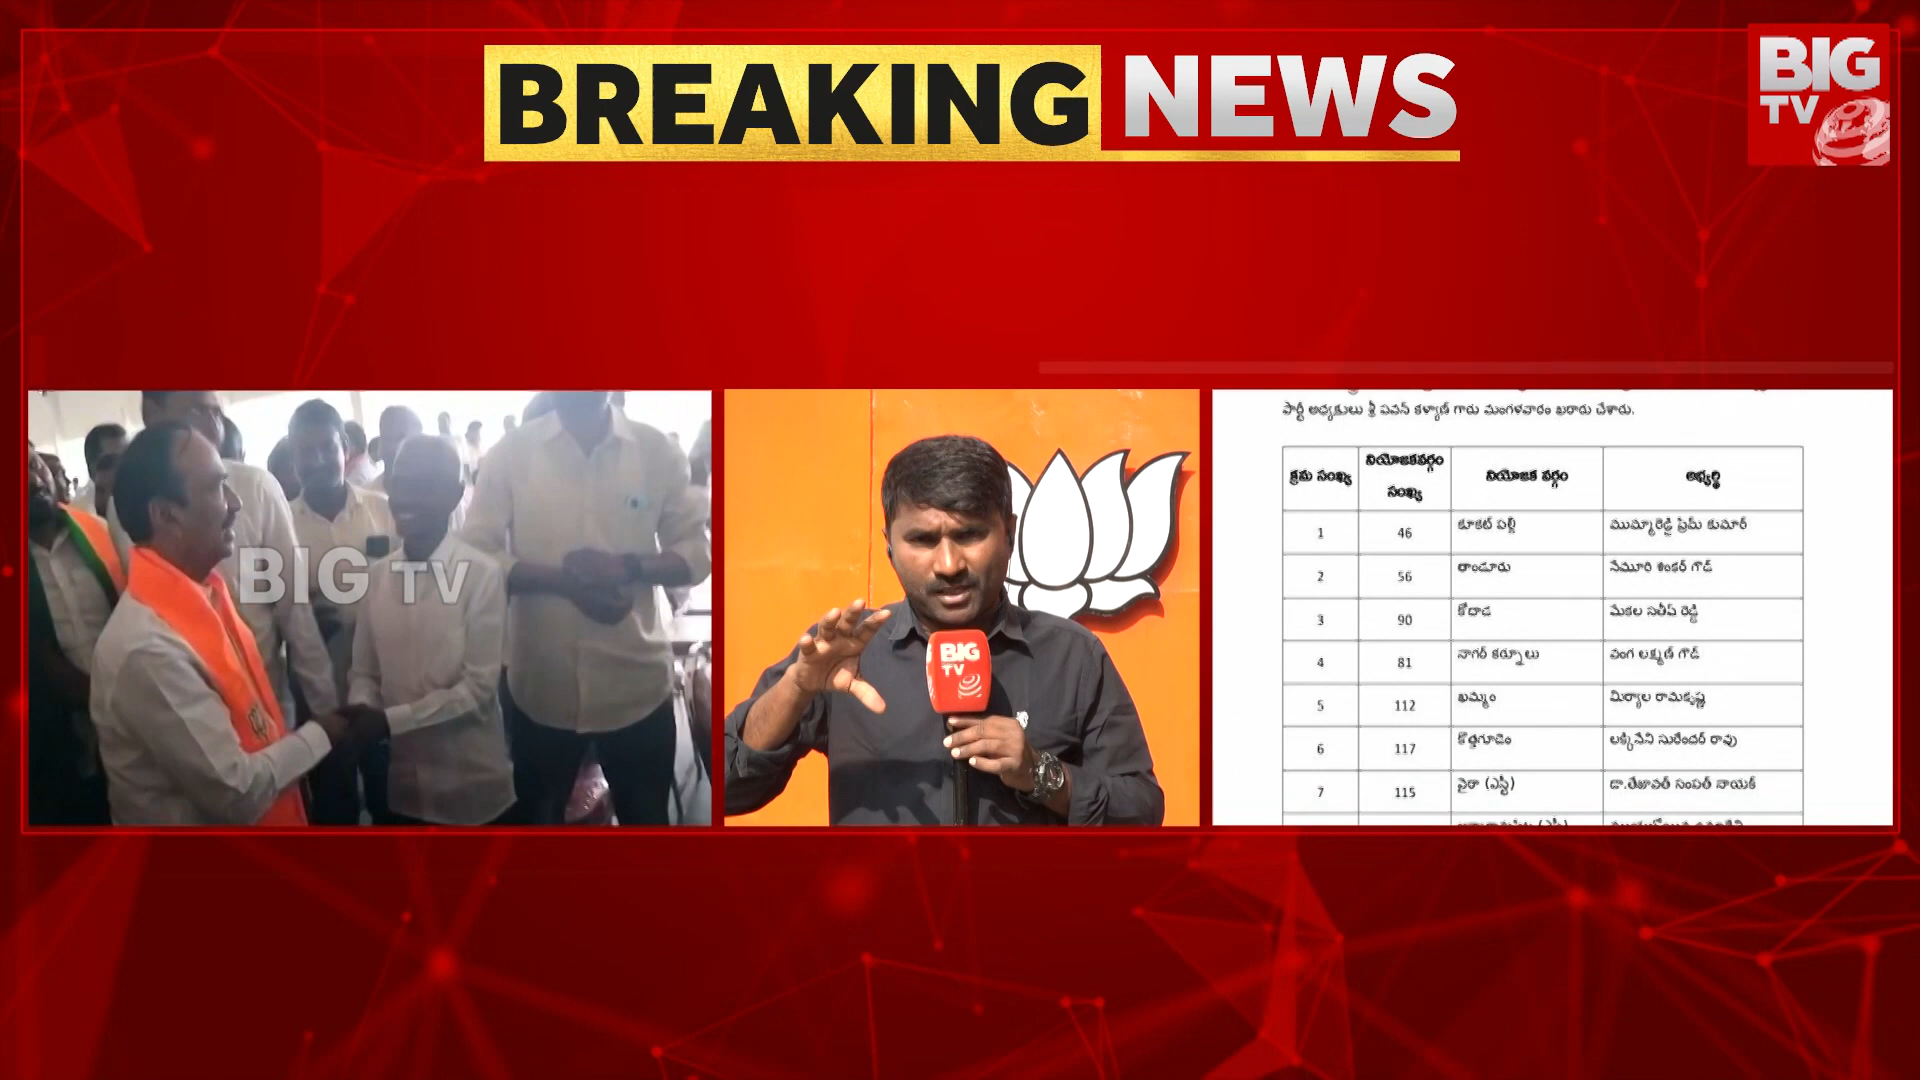 BREAKING NEWS
BIG
TV
BIG TV
BIG
TV
పార్టీ అధ్యక్షులు శ్రీ పవన్ కళ్యాణ్ గారు మంగళవారం ఖరారు చేశారు.
క్రమ సంఖ్య నియోజకవర్గం సంఖ్య నియోజక వర్గం అభ్యర్థి
1 46 కూకట్ పల్లి ముమ్మారెడ్డి ప్రేమ్ కుమార్
2 56 తాండూరు నేమూరి శంకర్ గౌడ్
3 90 కోదాడ మేకల సతీష్ రెడ్డి
4 81 నాగర్ కర్నూలు వంగ లక్ష్మణ్ గౌడ్
5 112 ఖమ్మం మిర్యాల రామకృష్ణ
6 117 కొత్తగూడెం లక్కినేని సురేందర్ రావు
7 115 వైరా (ఎస్టీ) డా.తేజావత్ సంపత్ నాయక్